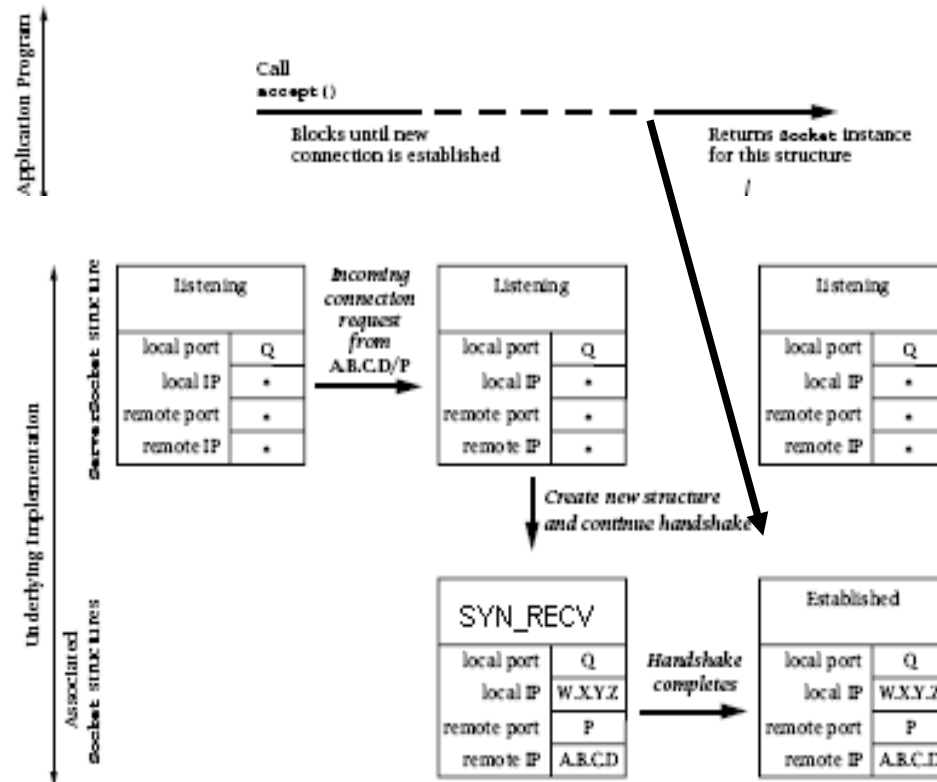 Application Program
Call
accept()
Blocks until new
connection is established
Returns Socket instance
for this structure
Underlying Implementation
ServerSocket structure
Listening
local port Q
local IP *
remote port *
remote IP *
Incoming
connection
request
from
A.B.C.D/P
Listening
local port Q
local IP *
remote port *
remote IP *
Listening
local port Q
local IP *
remote port *
remote IP *
Create new structure
and continue handshake
Associated
Socket structures
SYN_RECV
local port Q
local IP W.X.Y.Z
remote port P
remote IP A.B.C.D
Handshake
completes
Established
local port Q
local IP W.X.Y.Z
remote port P
remote IP A.B.C.D